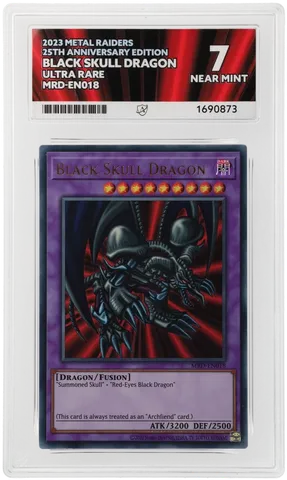 2023 METAL RAIDERS
25TH ANNIVERSARY EDITION
BLACK SKULL DRAGON
ULTRA RARE
MRD-EN018
7
NEAR MINT
1690873
BLACK SKULL DRAGON
MRD-EN018
[Dragon/Fusion]
"Summoned Skull" + "Red-Eyes Black Dragon"
(This card is always treated as an "Archfiend" card.)
ATK/3200 DEF/2500